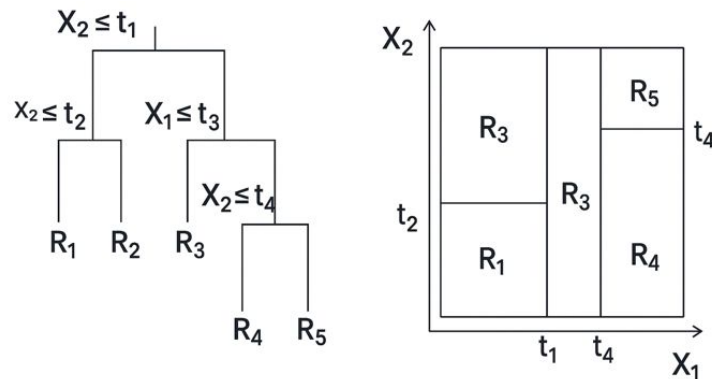 X₂ ≤ t₁
X₂ ≤ t₂
X₁ ≤ t₃
X₂ ≤ t₄
R₁
R₂
R₃
R₄
R₅
X₂
R₃
R₅
t₄
R₃
t₂
R₁
R₄
t₁
t₄
X₁